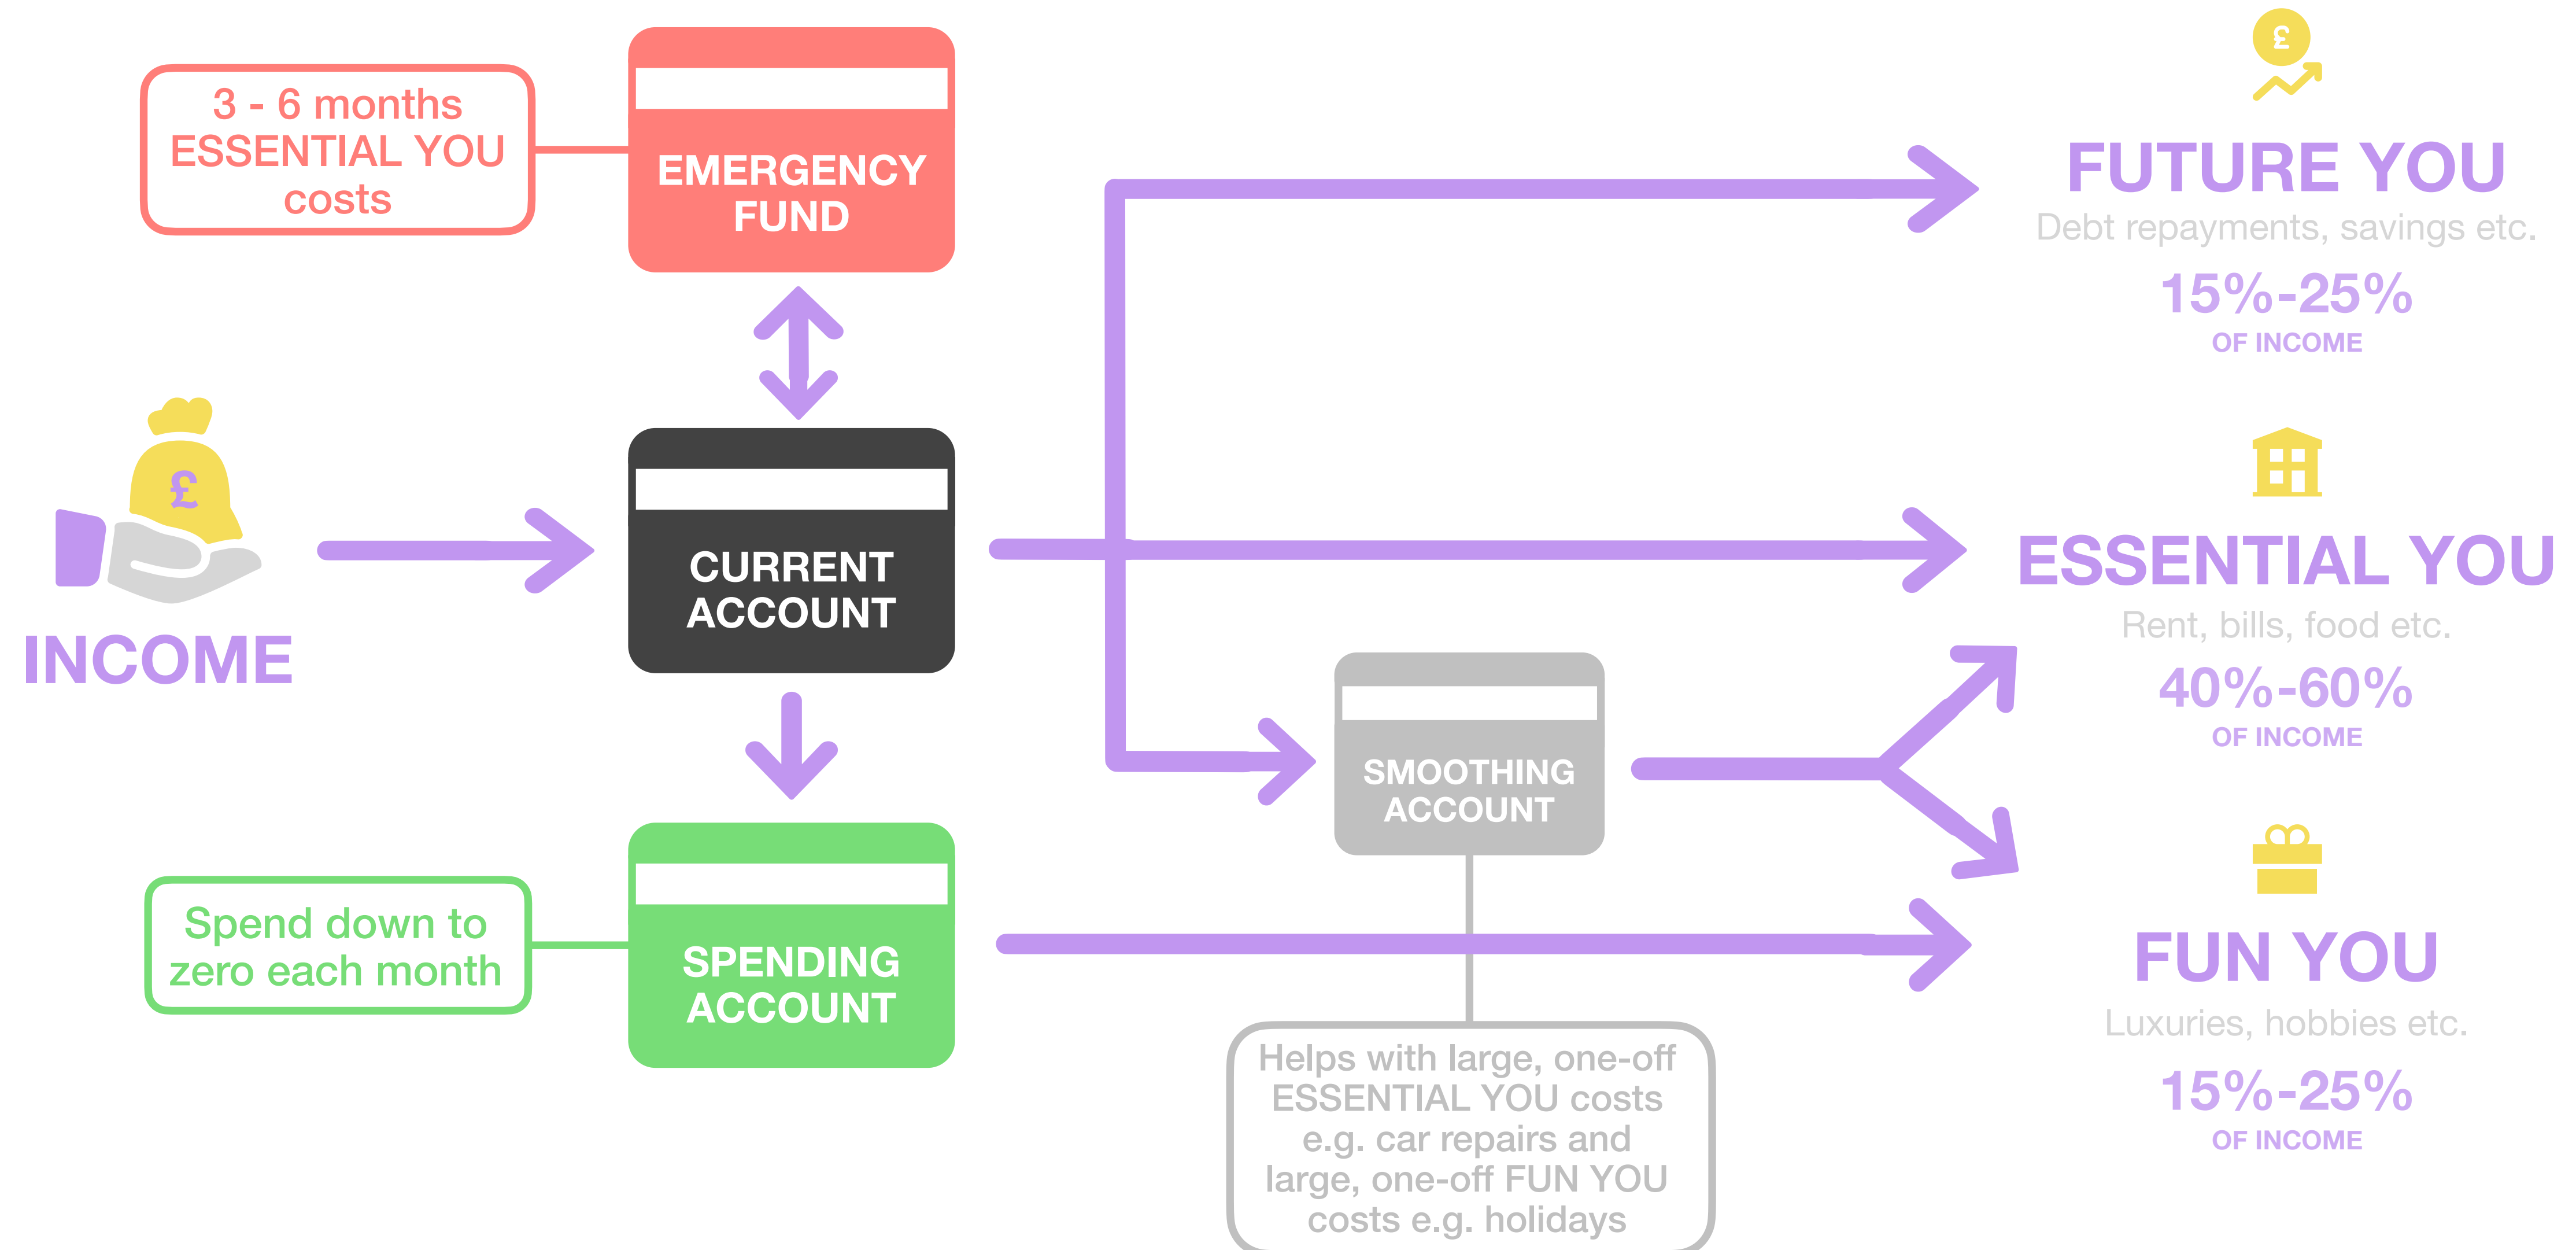 3 - 6 months
ESSENTIAL YOU
costs
EMERGENCY
FUND
£
FUTURE YOU
Debt repayments, savings etc.
15%-25%
OF INCOME
£
INCOME
CURRENT
ACCOUNT
ESSENTIAL YOU
Rent, bills, food etc.
40%-60%
OF INCOME
SMOOTHING
ACCOUNT
Spend down to
zero each month
SPENDING
ACCOUNT
FUN YOU
Luxuries, hobbies etc.
15%-25%
OF INCOME
Helps with large, one-off
ESSENTIAL YOU costs
e.g. car repairs and
large, one-off FUN YOU
costs e.g. holidays